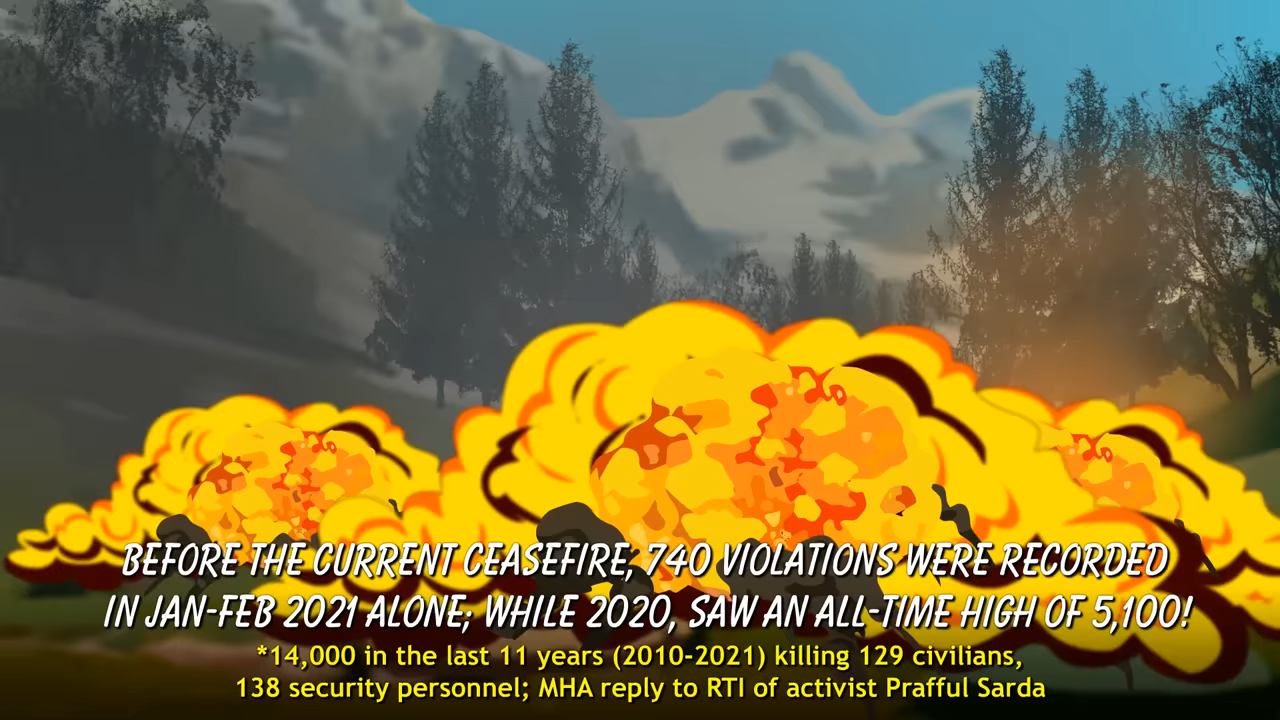 BEFORE THE CURRENT CEASEFIRE, 740 VIOLATIONS WERE RECORDED
IN JAN-FEB 2021 ALONE; WHILE 2020, SAW AN ALL-TIME HIGH OF 5,100!
*14,000 in the last 11 years (2010-2021) killing 129 civilians,
138 security personnel; MHA reply to RTI of activist Prafful Sarda